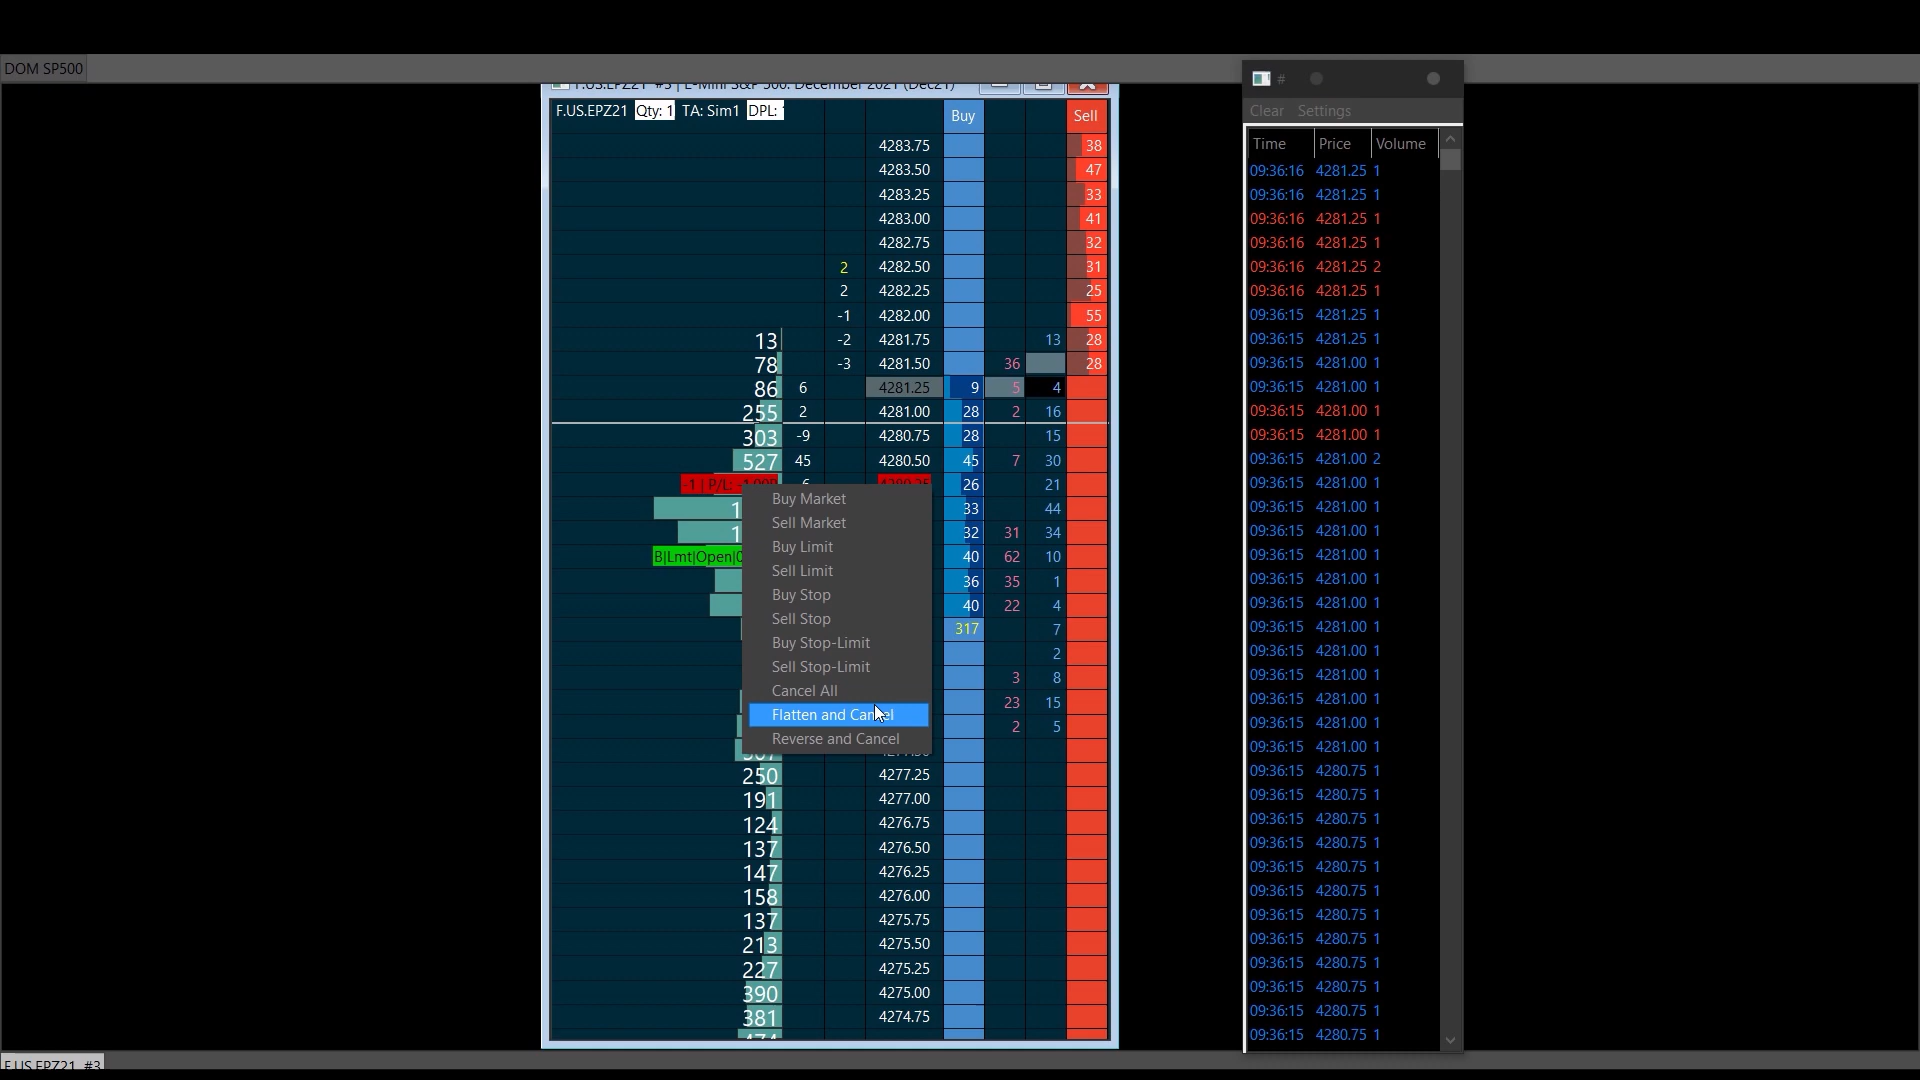 DOM SP500
F.US.EPZ21 #3 | E-Mini S&P 500: December 2021 (Dec21)
F.US.EPZ21 Qty: 1 TA: Sim1 DPL:
Buy
Sell
4283.75 38
4283.50 47
4283.25 33
4283.00 41
4282.75 32
2 4282.50 31
2 4282.25 25
-1 4282.00 55
13 -2 4281.75 13 28
78 -3 4281.50 36 28
86 6 4281.25 9 5 4
255 2 4281.00 28 2 16
303 -9 4280.75 28 15
527 45 4280.50 45 7 30
-1 | P/L: 26 21
33 44
32 31 34
B|Lmt|Open|0 40 62 10
36 35 1
40 22 4
317 7
2
3 8
23 15
2 5
Buy Market
Sell Market
Buy Limit
Sell Limit
Buy Stop
Sell Stop
Buy Stop-Limit
Sell Stop-Limit
Cancel All
Flatten and Cancel
Reverse and Cancel
250 4277.25
191 4277.00
124 4276.75
137 4276.50
147 4276.25
158 4276.00
137 4275.75
213 4275.50
227 4275.25
390 4275.00
381 4274.75
#
Clear Settings
Time Price Volume
09:36:16 4281.25 1
09:36:16 4281.25 1
09:36:16 4281.25 1
09:36:16 4281.25 1
09:36:16 4281.25 2
09:36:16 4281.25 1
09:36:15 4281.25 1
09:36:15 4281.25 1
09:36:15 4281.00 1
09:36:15 4281.00 1
09:36:15 4281.00 1
09:36:15 4281.00 1
09:36:15 4281.00 2
09:36:15 4281.00 1
09:36:15 4281.00 1
09:36:15 4281.00 1
09:36:15 4281.00 1
09:36:15 4281.00 1
09:36:15 4281.00 1
09:36:15 4281.00 1
09:36:15 4281.00 1
09:36:15 4281.00 1
09:36:15 4281.00 1
09:36:15 4281.00 1
09:36:15 4281.00 1
09:36:15 4280.75 1
09:36:15 4280.75 1
09:36:15 4280.75 1
09:36:15 4280.75 1
09:36:15 4280.75 1
09:36:15 4280.75 1
09:36:15 4280.75 1
09:36:15 4280.75 1
09:36:15 4280.75 1
09:36:15 4280.75 1
09:36:15 4280.75 1
09:36:15 4280.75 1
F.US.EPZ21 #3